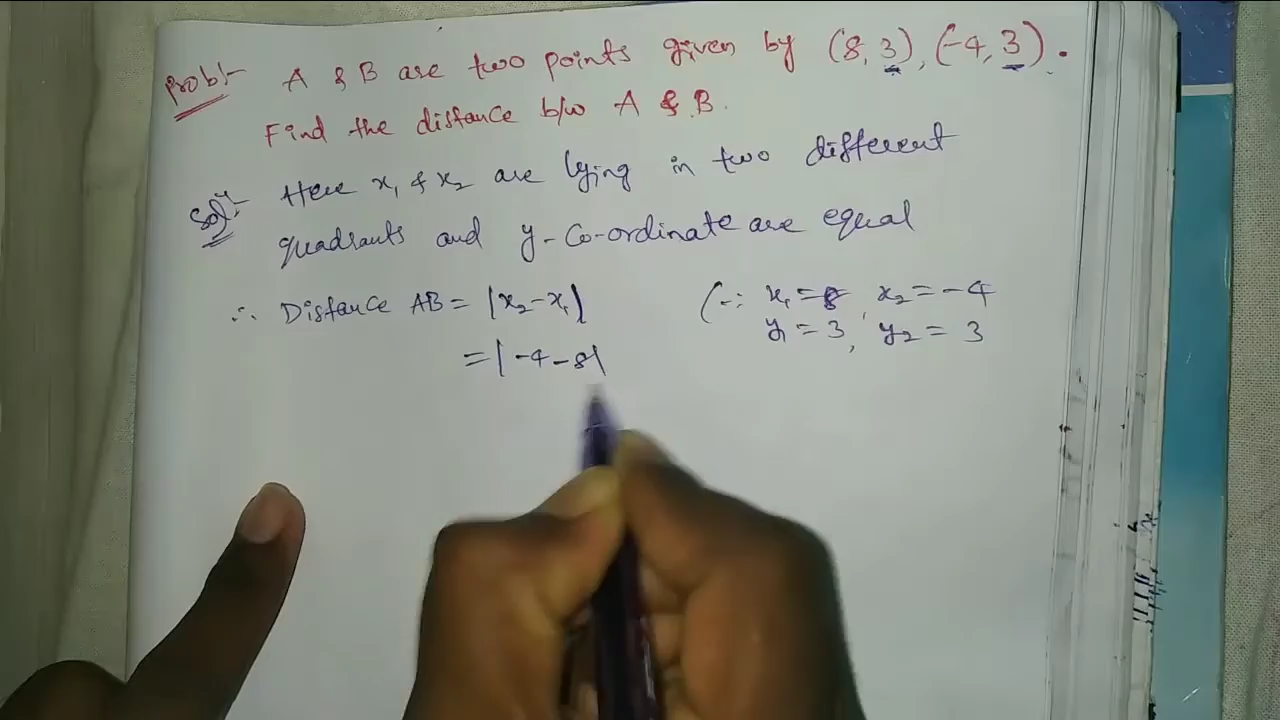 Prob:- A & B are two points given by (8, 3), (-4, 3).
Find the distance b/w A & B.
Sol:- Here x₁ & x₂ are lying in two different
quadrants and y-Co-ordinate are equal
∴ Distance AB = |x₂-x₁| (∵ x₁=8, x₂=-4
y₁=3, y₂=3
=|-4-8|